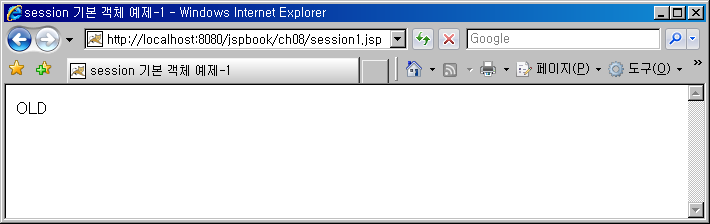 session 기본 객체 예제-1 - Windows Internet Explorer
http://localhost:8080/jspbook/ch08/session1.jsp Google
session 기본 객체 예제-1 페이지(P) 도구(O) »
OLD